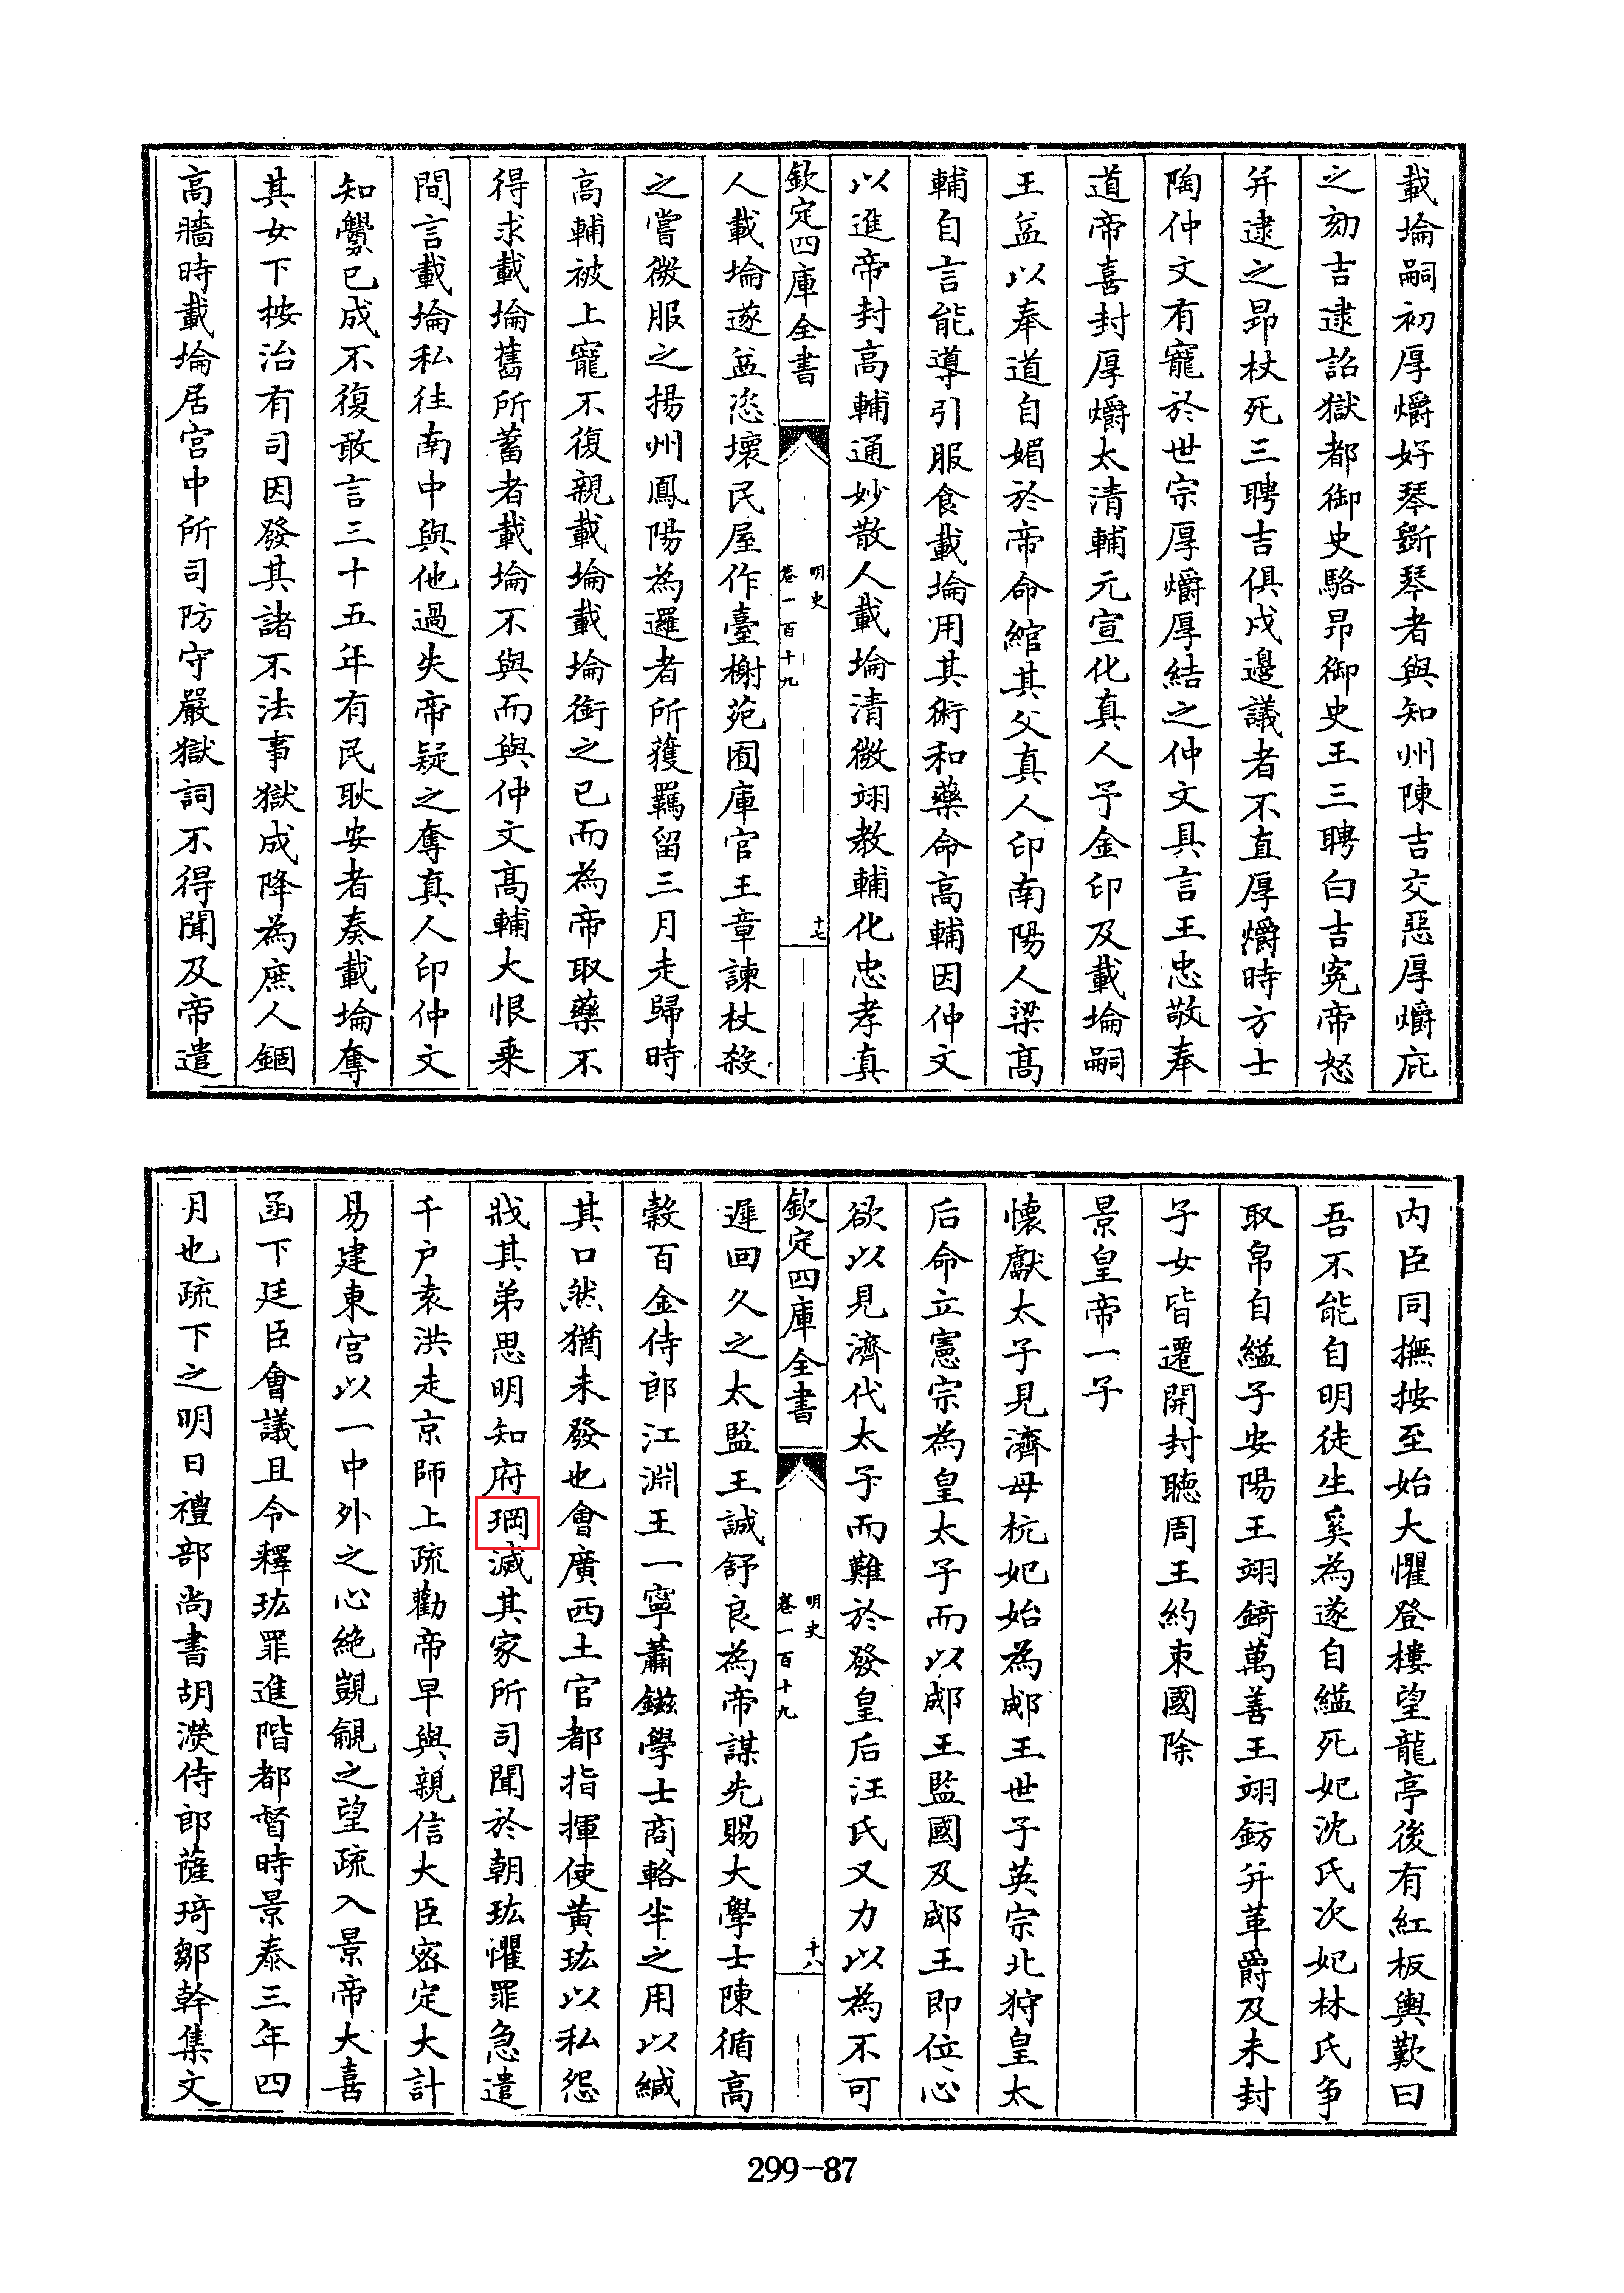 載埨嗣初厚爝好琴斵琴者與知州陳吉交惡厚爝庇
之劾吉逮詔獄都御史駱昂御史王三聘白吉寃帝怒
并逮之昂杖死三聘吉俱戍邊議者不直厚爝時方士
陶仲文有寵於世宗厚爝厚結之仲文具言王忠敬奉
道帝喜封厚爝太清輔元宣化真人予金印及載埨嗣
王益以奉道自媚於帝命綰其父真人印南陽人梁高
輔自言能導引服食載埨用其術和藥命高輔因仲文
以進帝封高輔通妙散人載埨清微翊教輔化忠孝真
欽定四庫全書
明史
卷一百十九
十七
人載埨遂益恣壞民屋作臺榭苑囿庫官王章諫杖殺
之嘗微服之揚州鳳陽為邏者所獲羈留三月走歸時
高輔被上寵不復親載埨載埨銜之已而為帝取藥不
得求載埨舊所蓄者載埨不與而與仲文高輔大恨乘
間言載埨私往南中與他過失帝疑之奪真人印仲文
知釁已成不復敢言三十五年有民耿安者奏載埨奪
其女下按治有司因發其諸不法事獄成降為庶人錮
高牆時載埨居宫中所司防守嚴獄詞不得聞及帝遣
内臣同撫按至始大懼登樓望龍亭後有紅板輿歎曰
吾不能自明徒生奚為遂自縊死妃沈氏次妃林氏争
取帛自縊子安陽王翊錡萬善王翊鈁并革爵及未封
子女皆遷開封聴周王約束國除
景皇帝一子
懷獻太子見濟母杭妃始為郕王世子英宗北狩皇太
后命立憲宗為皇太子而以郕王監國及郕王即位心
欲以見濟代太子而難於發皇后汪氏又力以為不可
欽定四庫全書
明史
卷一百十九
十八
遲回久之太監王誠舒良為帝謀先賜大學士陳循高
穀百金侍郎江淵王一寧蕭鎡學士商輅半之用以緘
其口然猶未發也會廣西土官都指揮使黃竑以私怨
戕其弟思明知府㻏滅其家所司聞於朝竑懼罪急遣
千户袁洪走京師上疏勸帝早與親信大臣密定大計
易建東宫以一中外之心絶覬覦之望疏入景帝大喜
亟下廷臣會議且令釋竑罪進階都督時景泰三年四
月也疏下之明日禮部尚書胡濙侍郎薩琦鄒幹集文
299-87